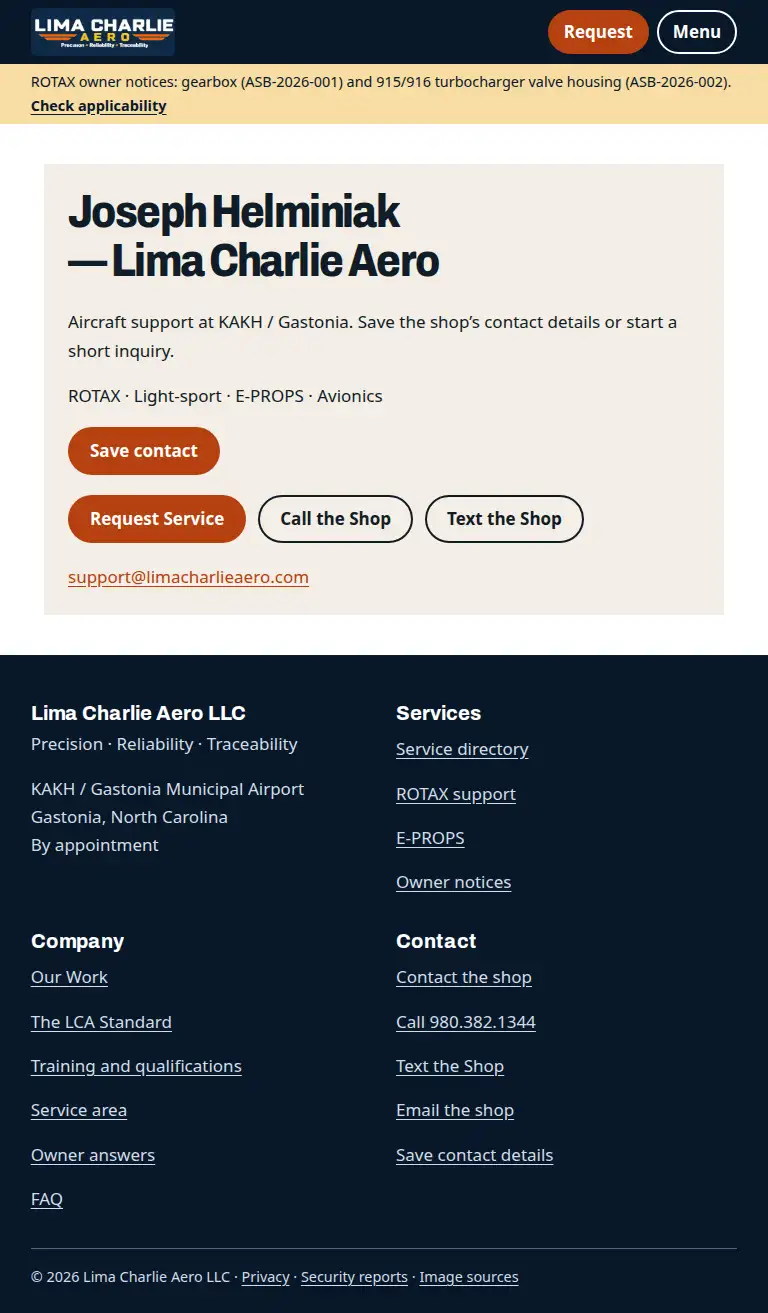 LIMA CHARLIE
AERO
Precision • Reliability • Traceability
Request
Menu
ROTAX owner notices: gearbox (ASB-2026-001) and 915/916 turbocharger valve housing (ASB-2026-002).
Check applicability
Joseph Helminiak
— Lima Charlie Aero
Aircraft support at KAKH / Gastonia. Save the shop’s contact details or start a
short inquiry.
ROTAX · Light-sport · E-PROPS · Avionics
Save contact
Request Service
Call the Shop
Text the Shop
support@limacharlieaero.com
Lima Charlie Aero LLC
Precision · Reliability · Traceability
KAKH / Gastonia Municipal Airport
Gastonia, North Carolina
By appointment
Services
Service directory
ROTAX support
E-PROPS
Owner notices
Company
Our Work
The LCA Standard
Training and qualifications
Service area
Owner answers
FAQ
Contact
Contact the shop
Call 980.382.1344
Text the Shop
Email the shop
Save contact details
© 2026 Lima Charlie Aero LLC · Privacy · Security reports · Image sources